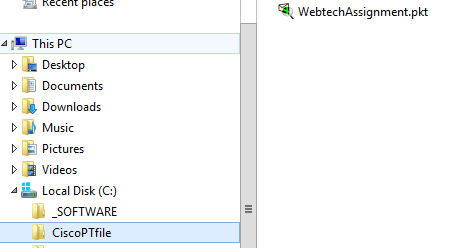 Recent places
WebtechAssignment.pkt
This PC
Desktop
Documents
Downloads
Music
Pictures
Videos
Local Disk (C:)
_SOFTWARE
CiscoPTfile